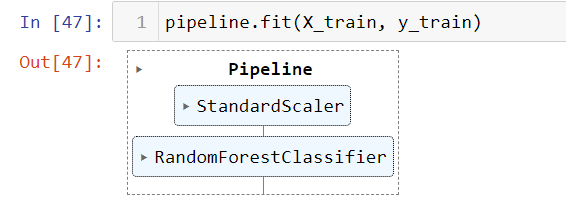 In [47]: 1 pipeline.fit(X_train, y_train)
Out[47]:
Pipeline
StandardScaler
RandomForestClassifier